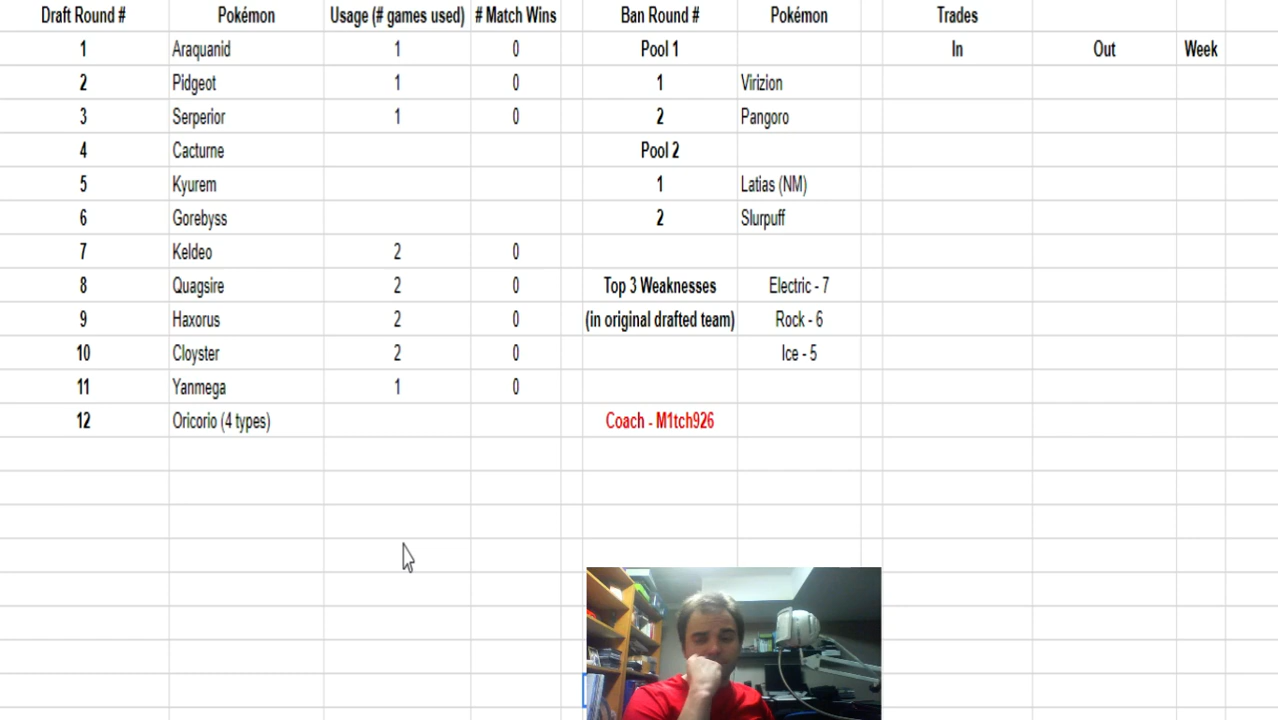 Draft Round # Pokémon Usage (# games used) # Match Wins Ban Round # Pokémon Trades
1 Araquanid 1 0 Pool 1 In Out Week
2 Pidgeot 1 0 1 Virizion
3 Serperior 1 0 2 Pangoro
4 Cacturne Pool 2
5 Kyurem 1 Latias (NM)
6 Gorebyss 2 Slurpuff
7 Keldeo 2 0
8 Quagsire 2 0 Top 3 Weaknesses Electric - 7
9 Haxorus 2 0 (in original drafted team) Rock - 6
10 Cloyster 2 0 Ice - 5
11 Yanmega 1 0
12 Oricorio (4 types) Coach - M1tch926